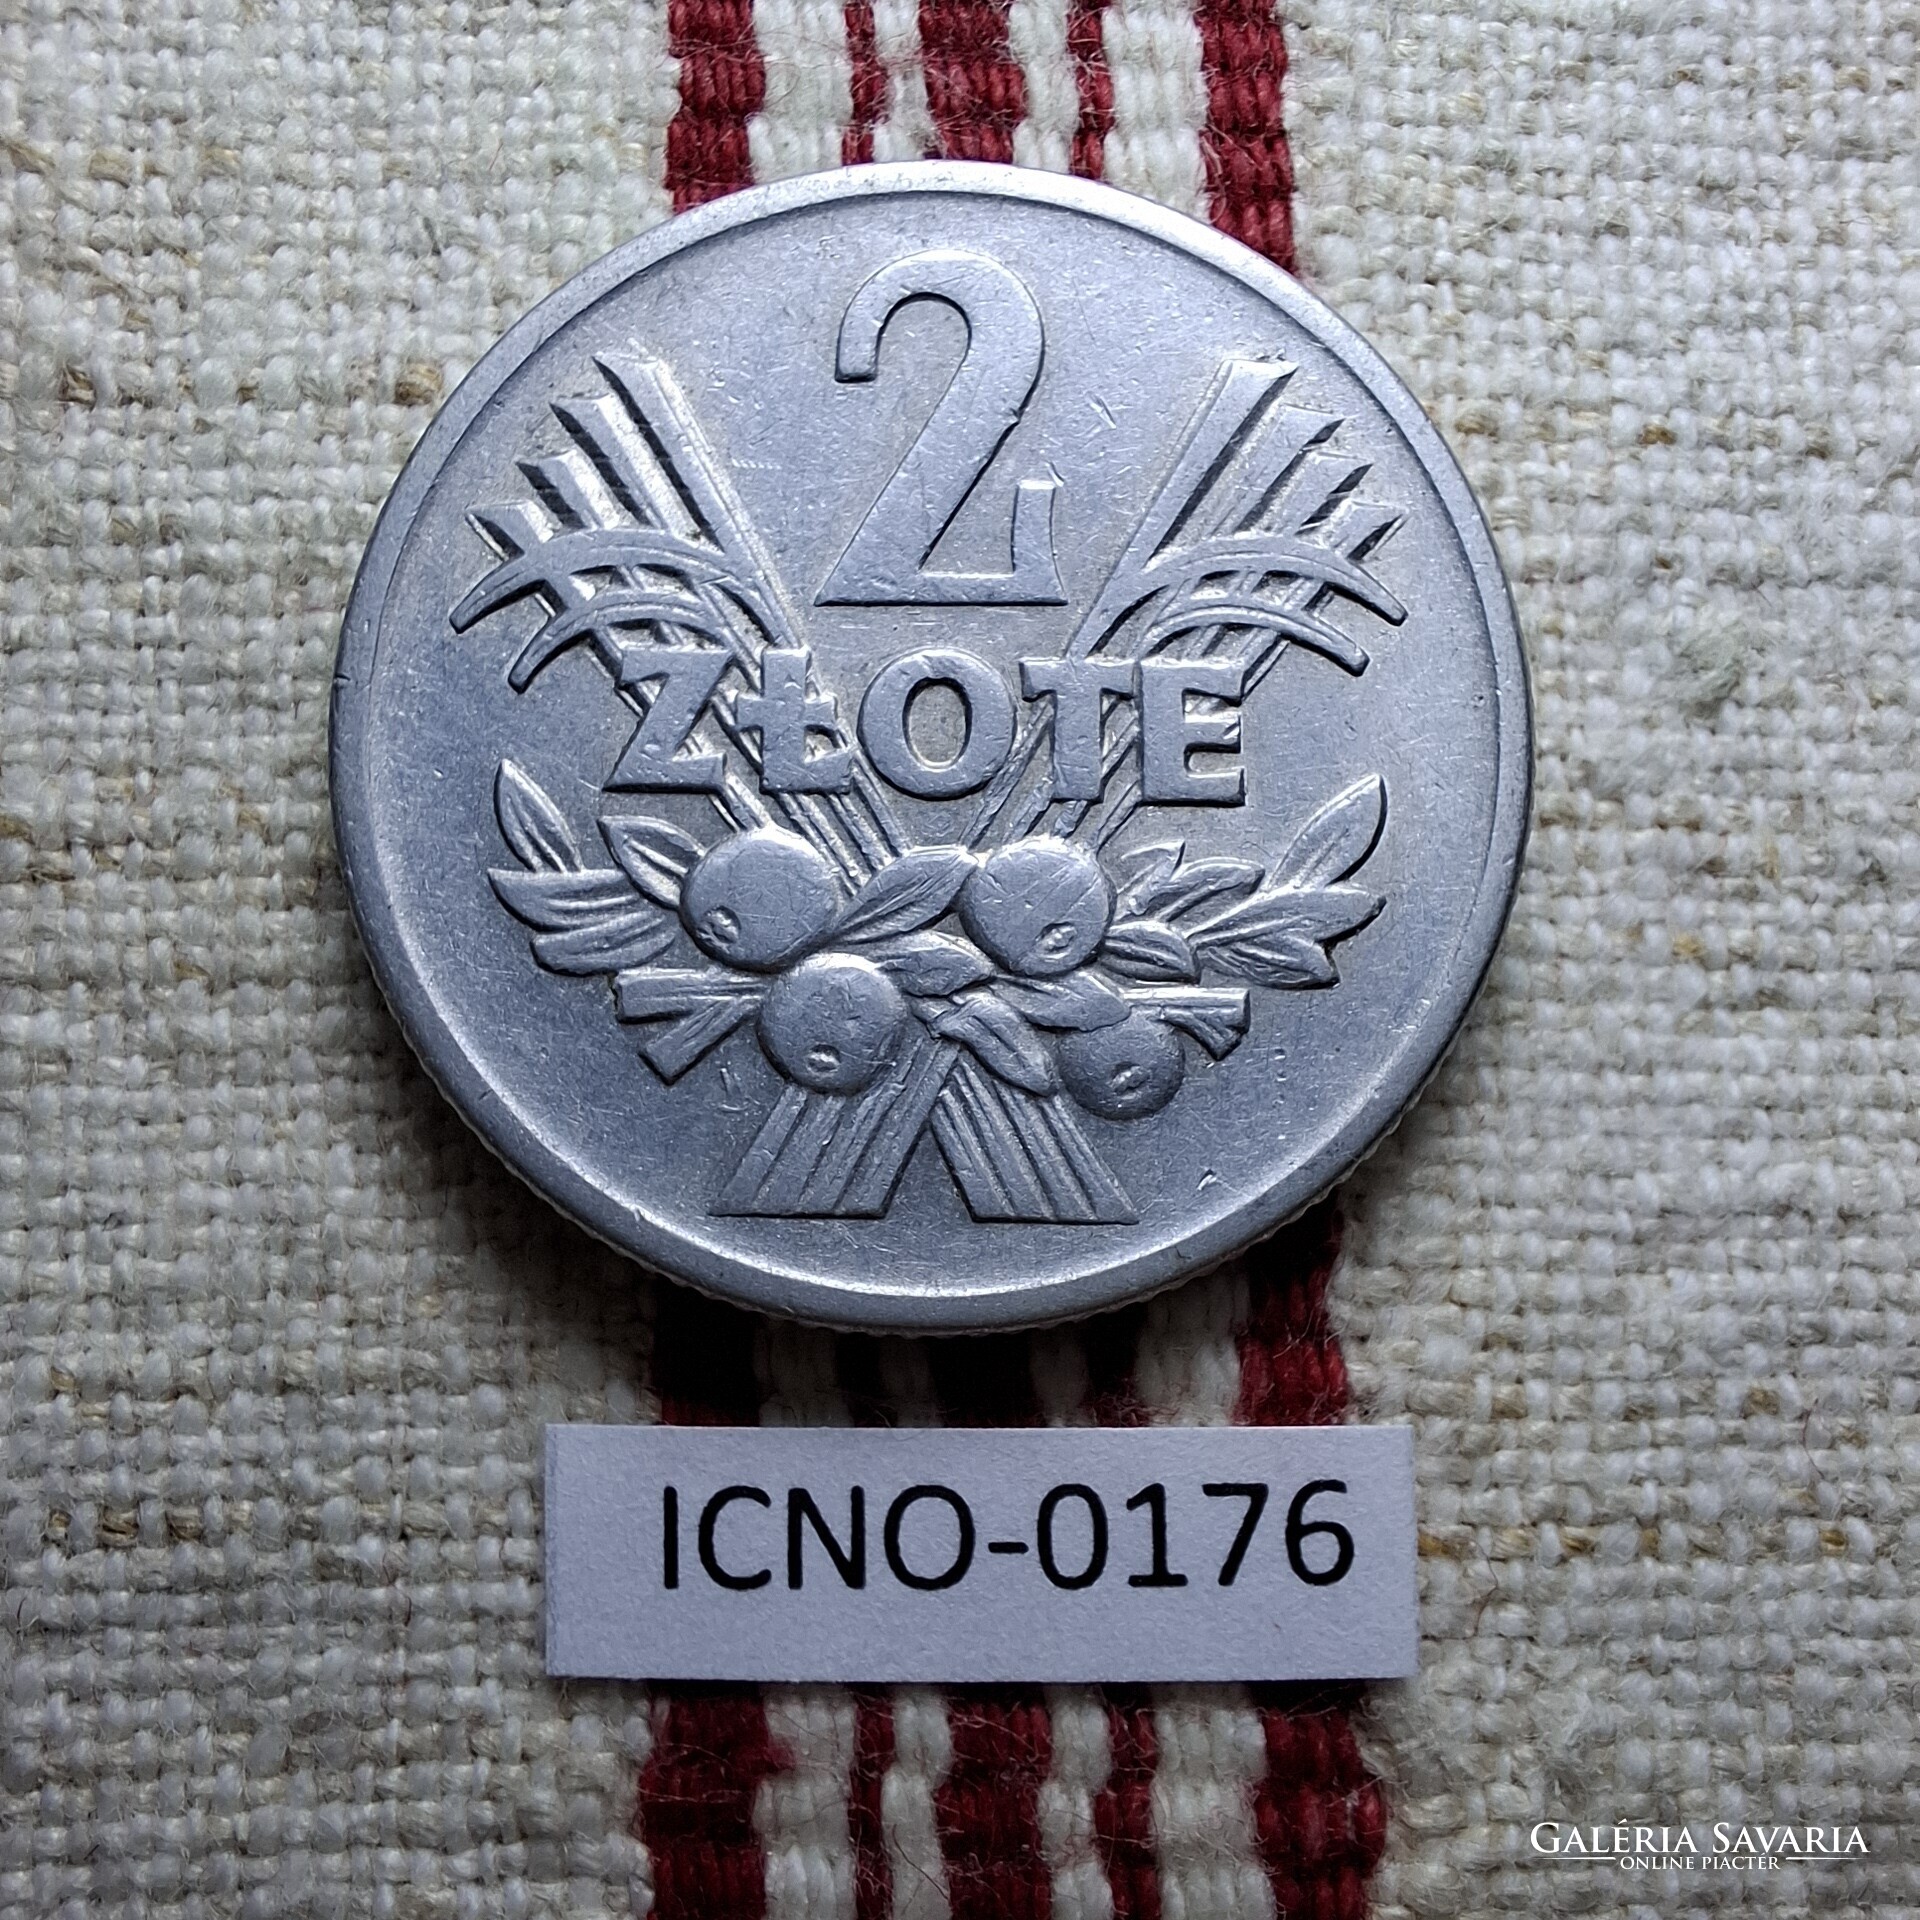 2
ZŁOTE
ICNO-0176
GALÉRIA SAVARIA
ONLINE PIACTÉR